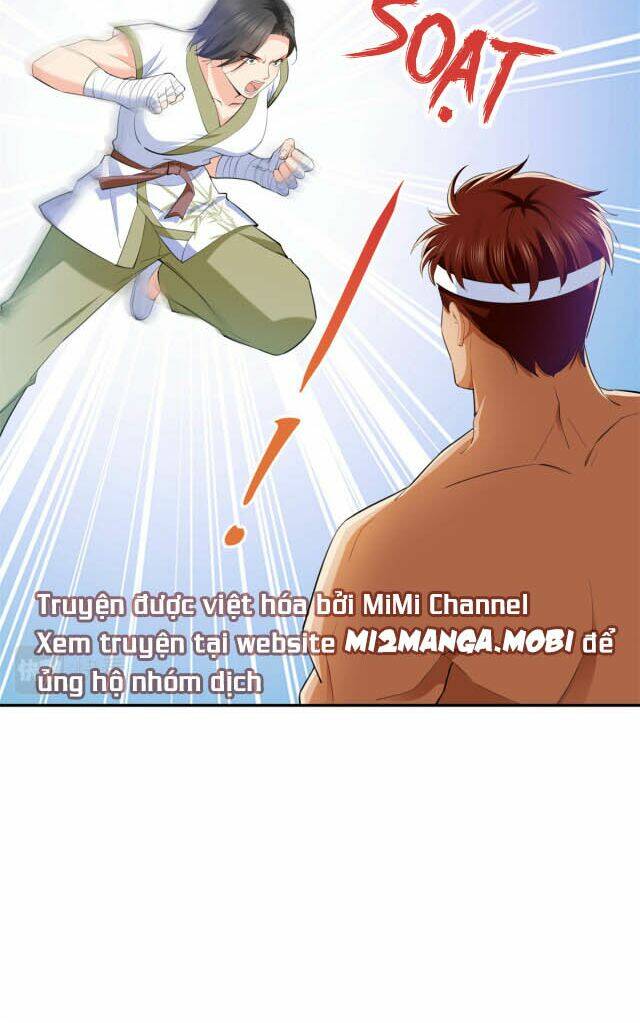 SOẠT
Truyện được việt hóa bởi MiMi Channel
Xem truyện tại website MI2MANGA.MOBI để
ủng hộ nhóm dịch